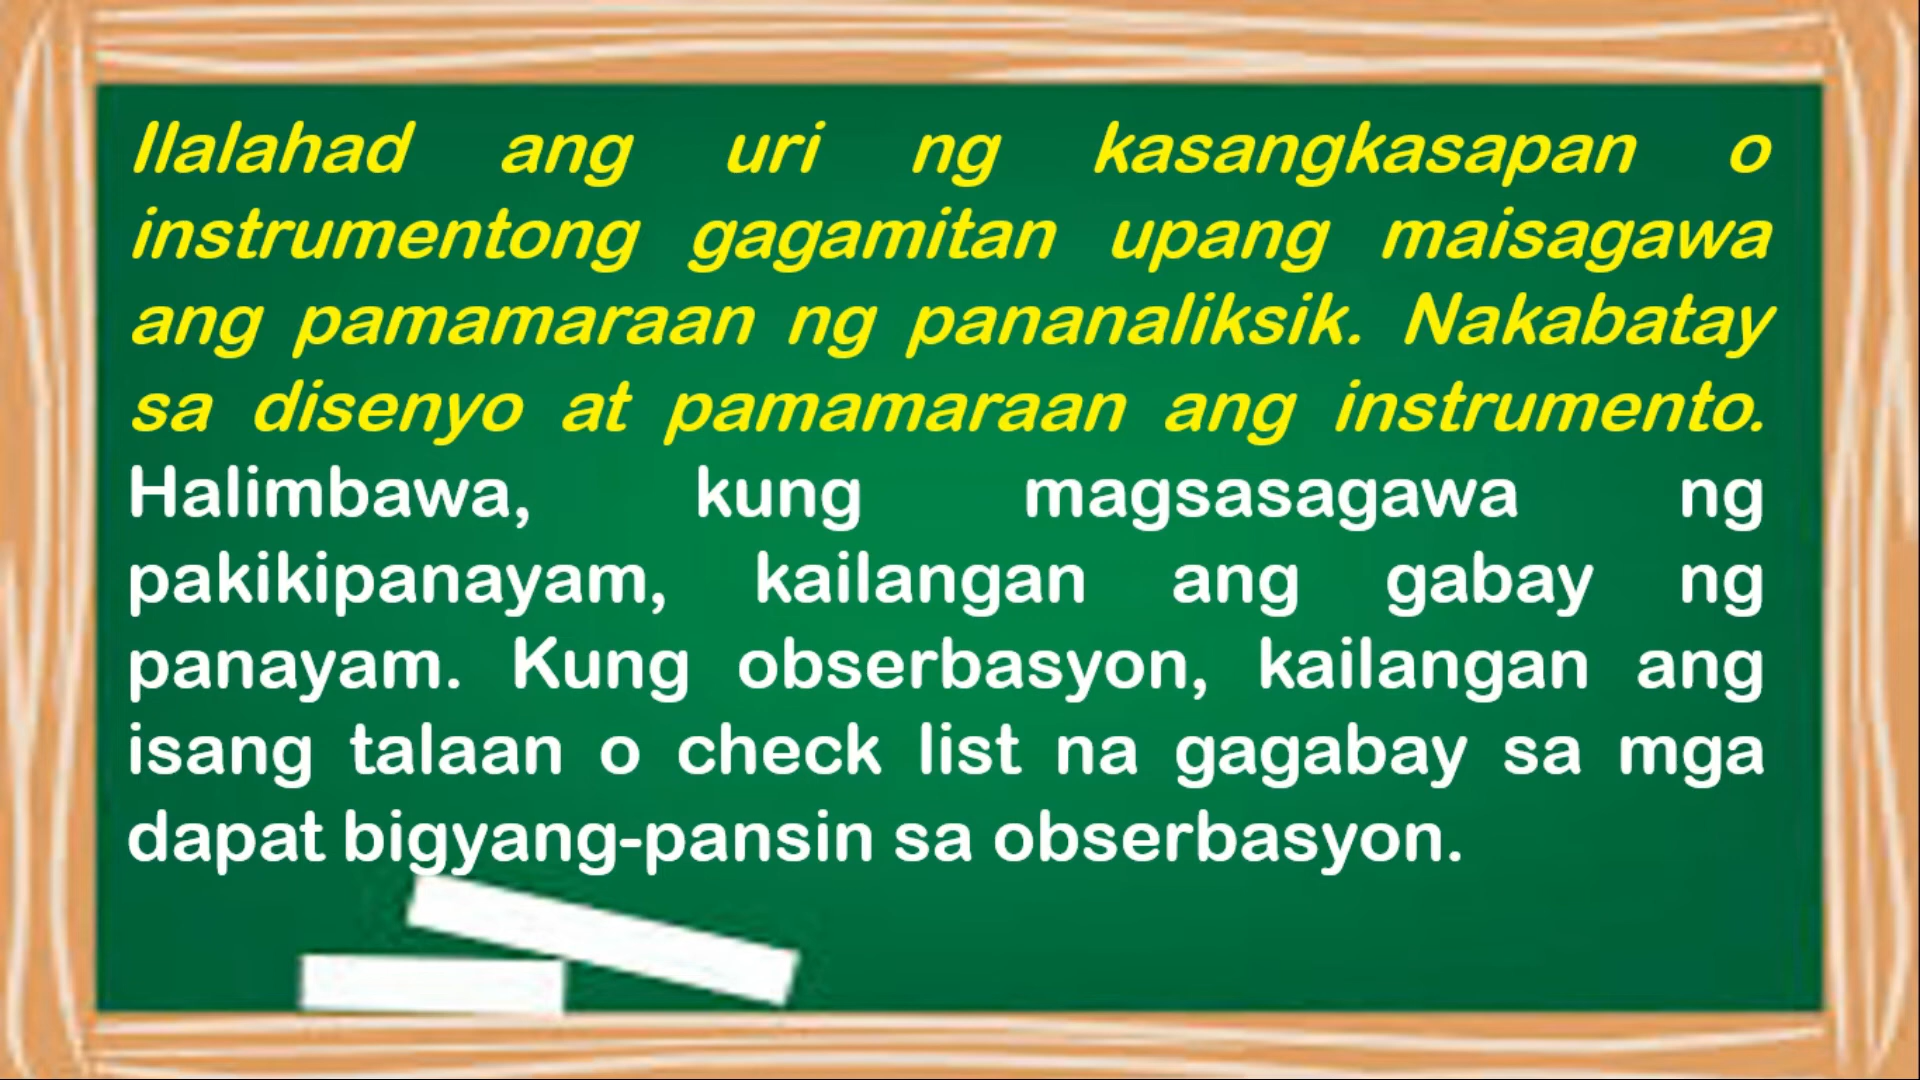 Ilalahad ang uri ng kasangkasapan o
instrumentong gagamitan upang maisagawa
ang pamamaraan ng pananaliksik. Nakabatay
sa disenyo at pamamaraan ang instrumento.
Halimbawa, kung magsasagawa ng
pakikipanayam, kailangan ang gabay ng
panayam. Kung obserbasyon, kailangan ang
isang talaan o check list na gagabay sa mga
dapat bigyang-pansin sa obserbasyon.